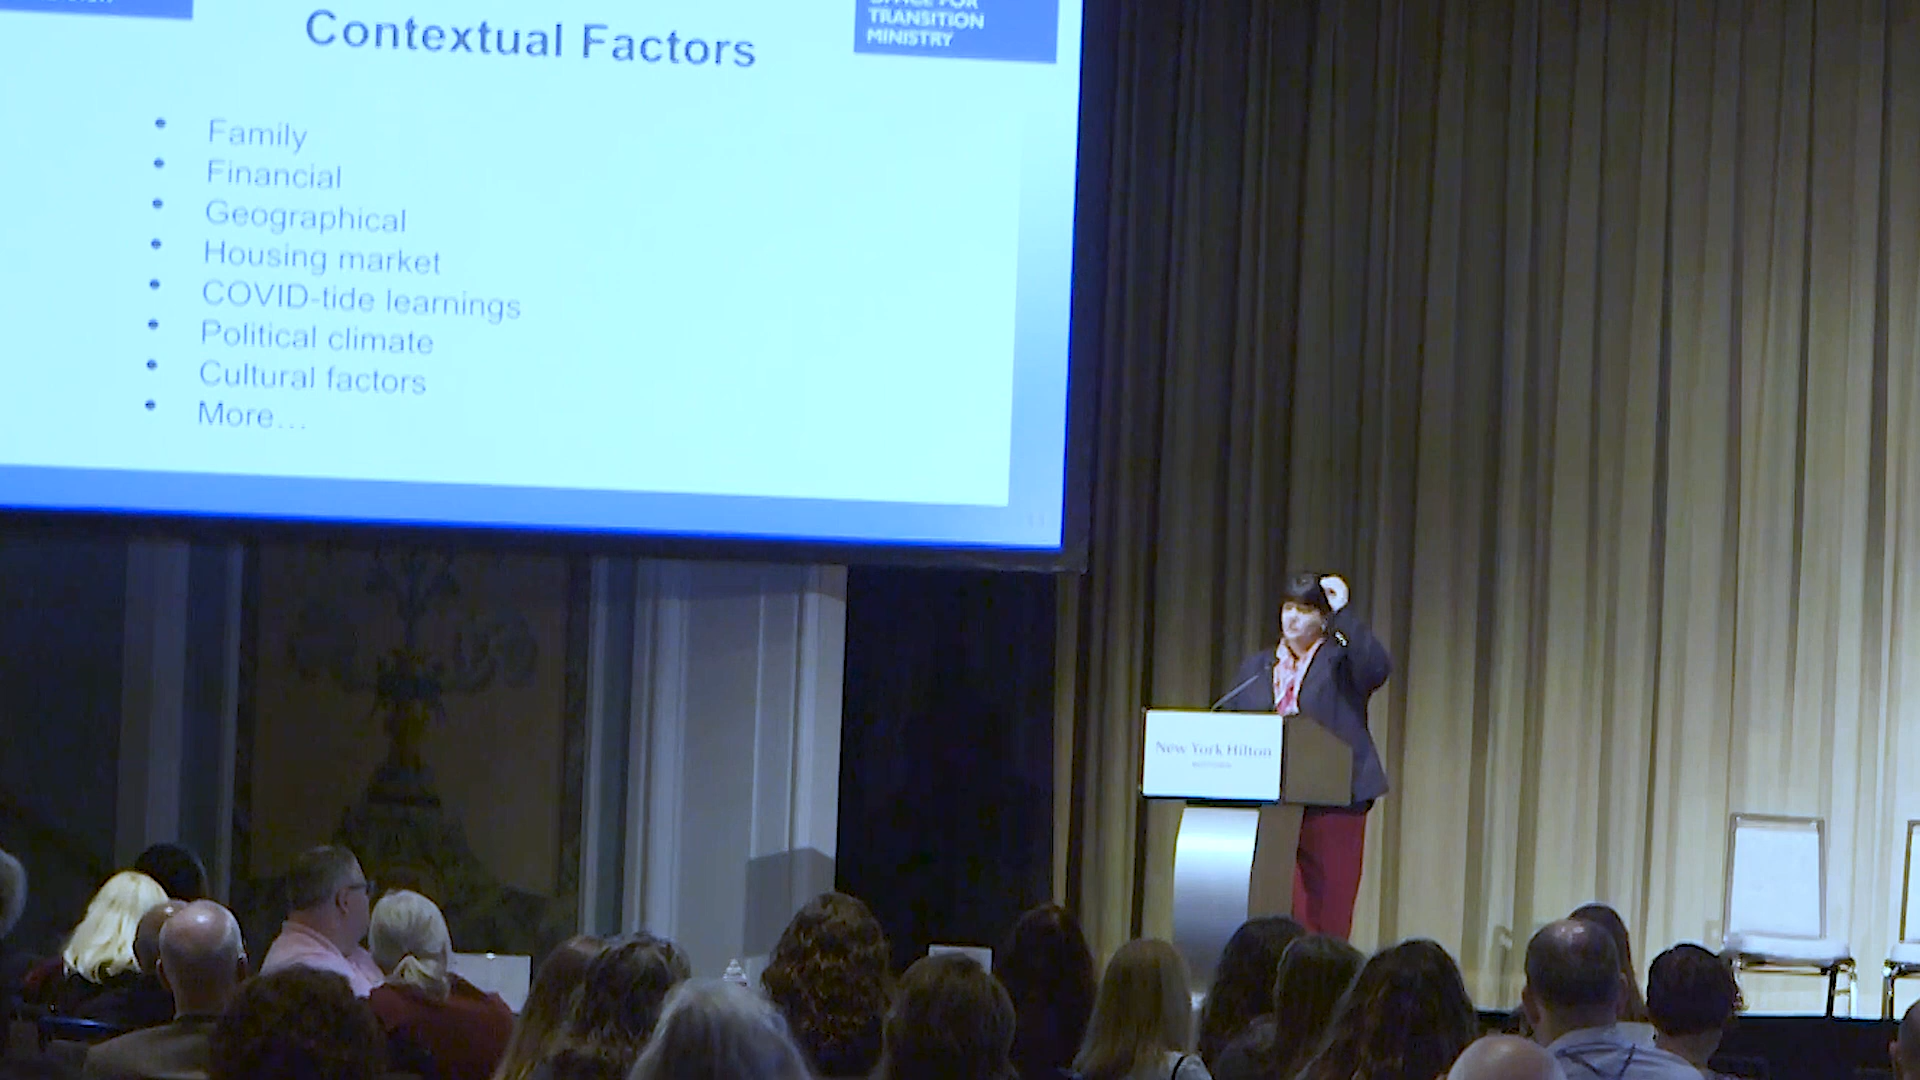 Contextual Factors
TRANSITION
MINISTRY
• Family
• Financial
• Geographical
• Housing market
• COVID-tide learnings
• Political climate
• Cultural factors
• More…
New York Hilton